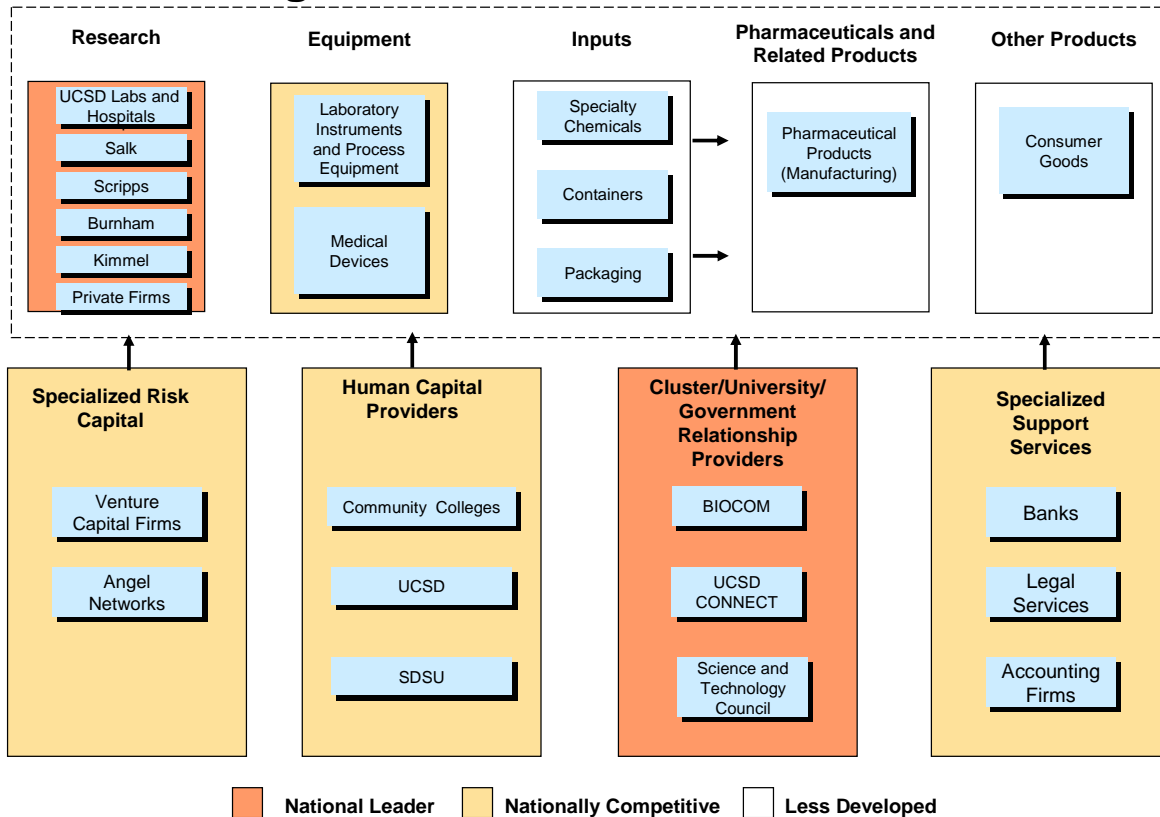 Research
Equipment
Inputs
Pharmaceuticals and
Related Products
Other Products
UCSD Labs and
Hospitals
Salk
Scripps
Burnham
Kimmel
Private Firms
Laboratory
Instruments
and Process
Equipment
Medical
Devices
Specialty
Chemicals
Containers
Packaging
Pharmaceutical
Products
(Manufacturing)
Consumer
Goods
Specialized Risk
Capital
Venture
Capital Firms
Angel
Networks
Human Capital
Providers
Community Colleges
UCSD
SDSU
Cluster/University/
Government
Relationship
Providers
BIOCOM
UCSD
CONNECT
Science and
Technology
Council
Specialized
Support
Services
Banks
Legal
Services
Accounting
Firms
National Leader
Nationally Competitive
Less Developed